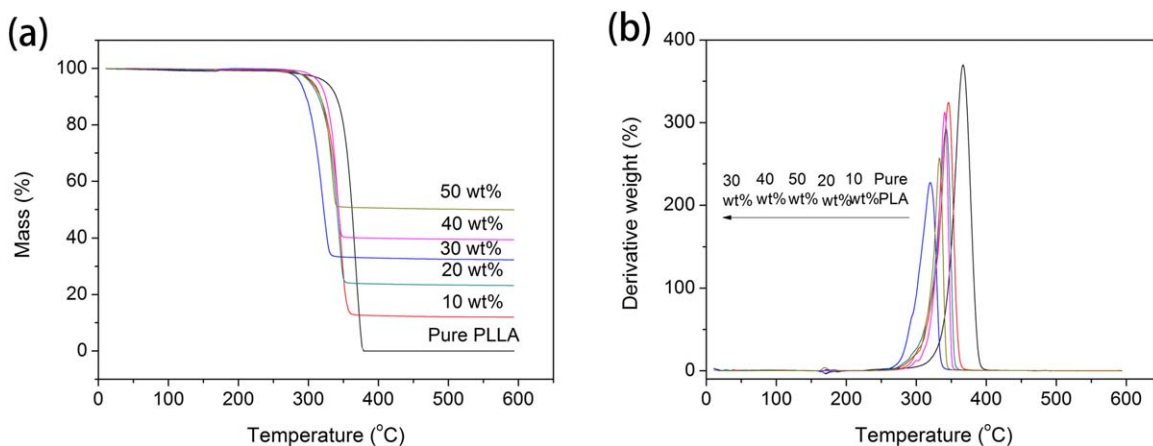 (a)
100
80
60
40
20
0
Mass (%)
50 wt%
40 wt%
30 wt%
20 wt%
10 wt%
Pure PLLA
0 100 200 300 400 500 600
Temperature (°C)
(b)
400
300
200
100
0
Derivative weight (%)
30 40 50 20 10 Pure
wt% wt% wt% wt% wt% PLA
0 100 200 300 400 500 600
Temperature (°C)